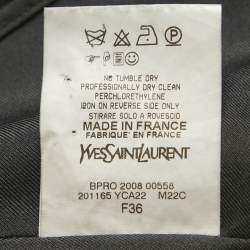 NO TUMBLE DRY
PROFESSIONALLY DRY CLEAN
PERCHLORETHYLENE
IRON ON REVERSE SIDE ONLY
STIRARE SOLO A ROVESCIO
MADE IN FRANCE
FABRIQUE EN FRANCE
YVESSAINTLAURENT
BPRO 2008 00558
201165 YCA22 M22C
F36